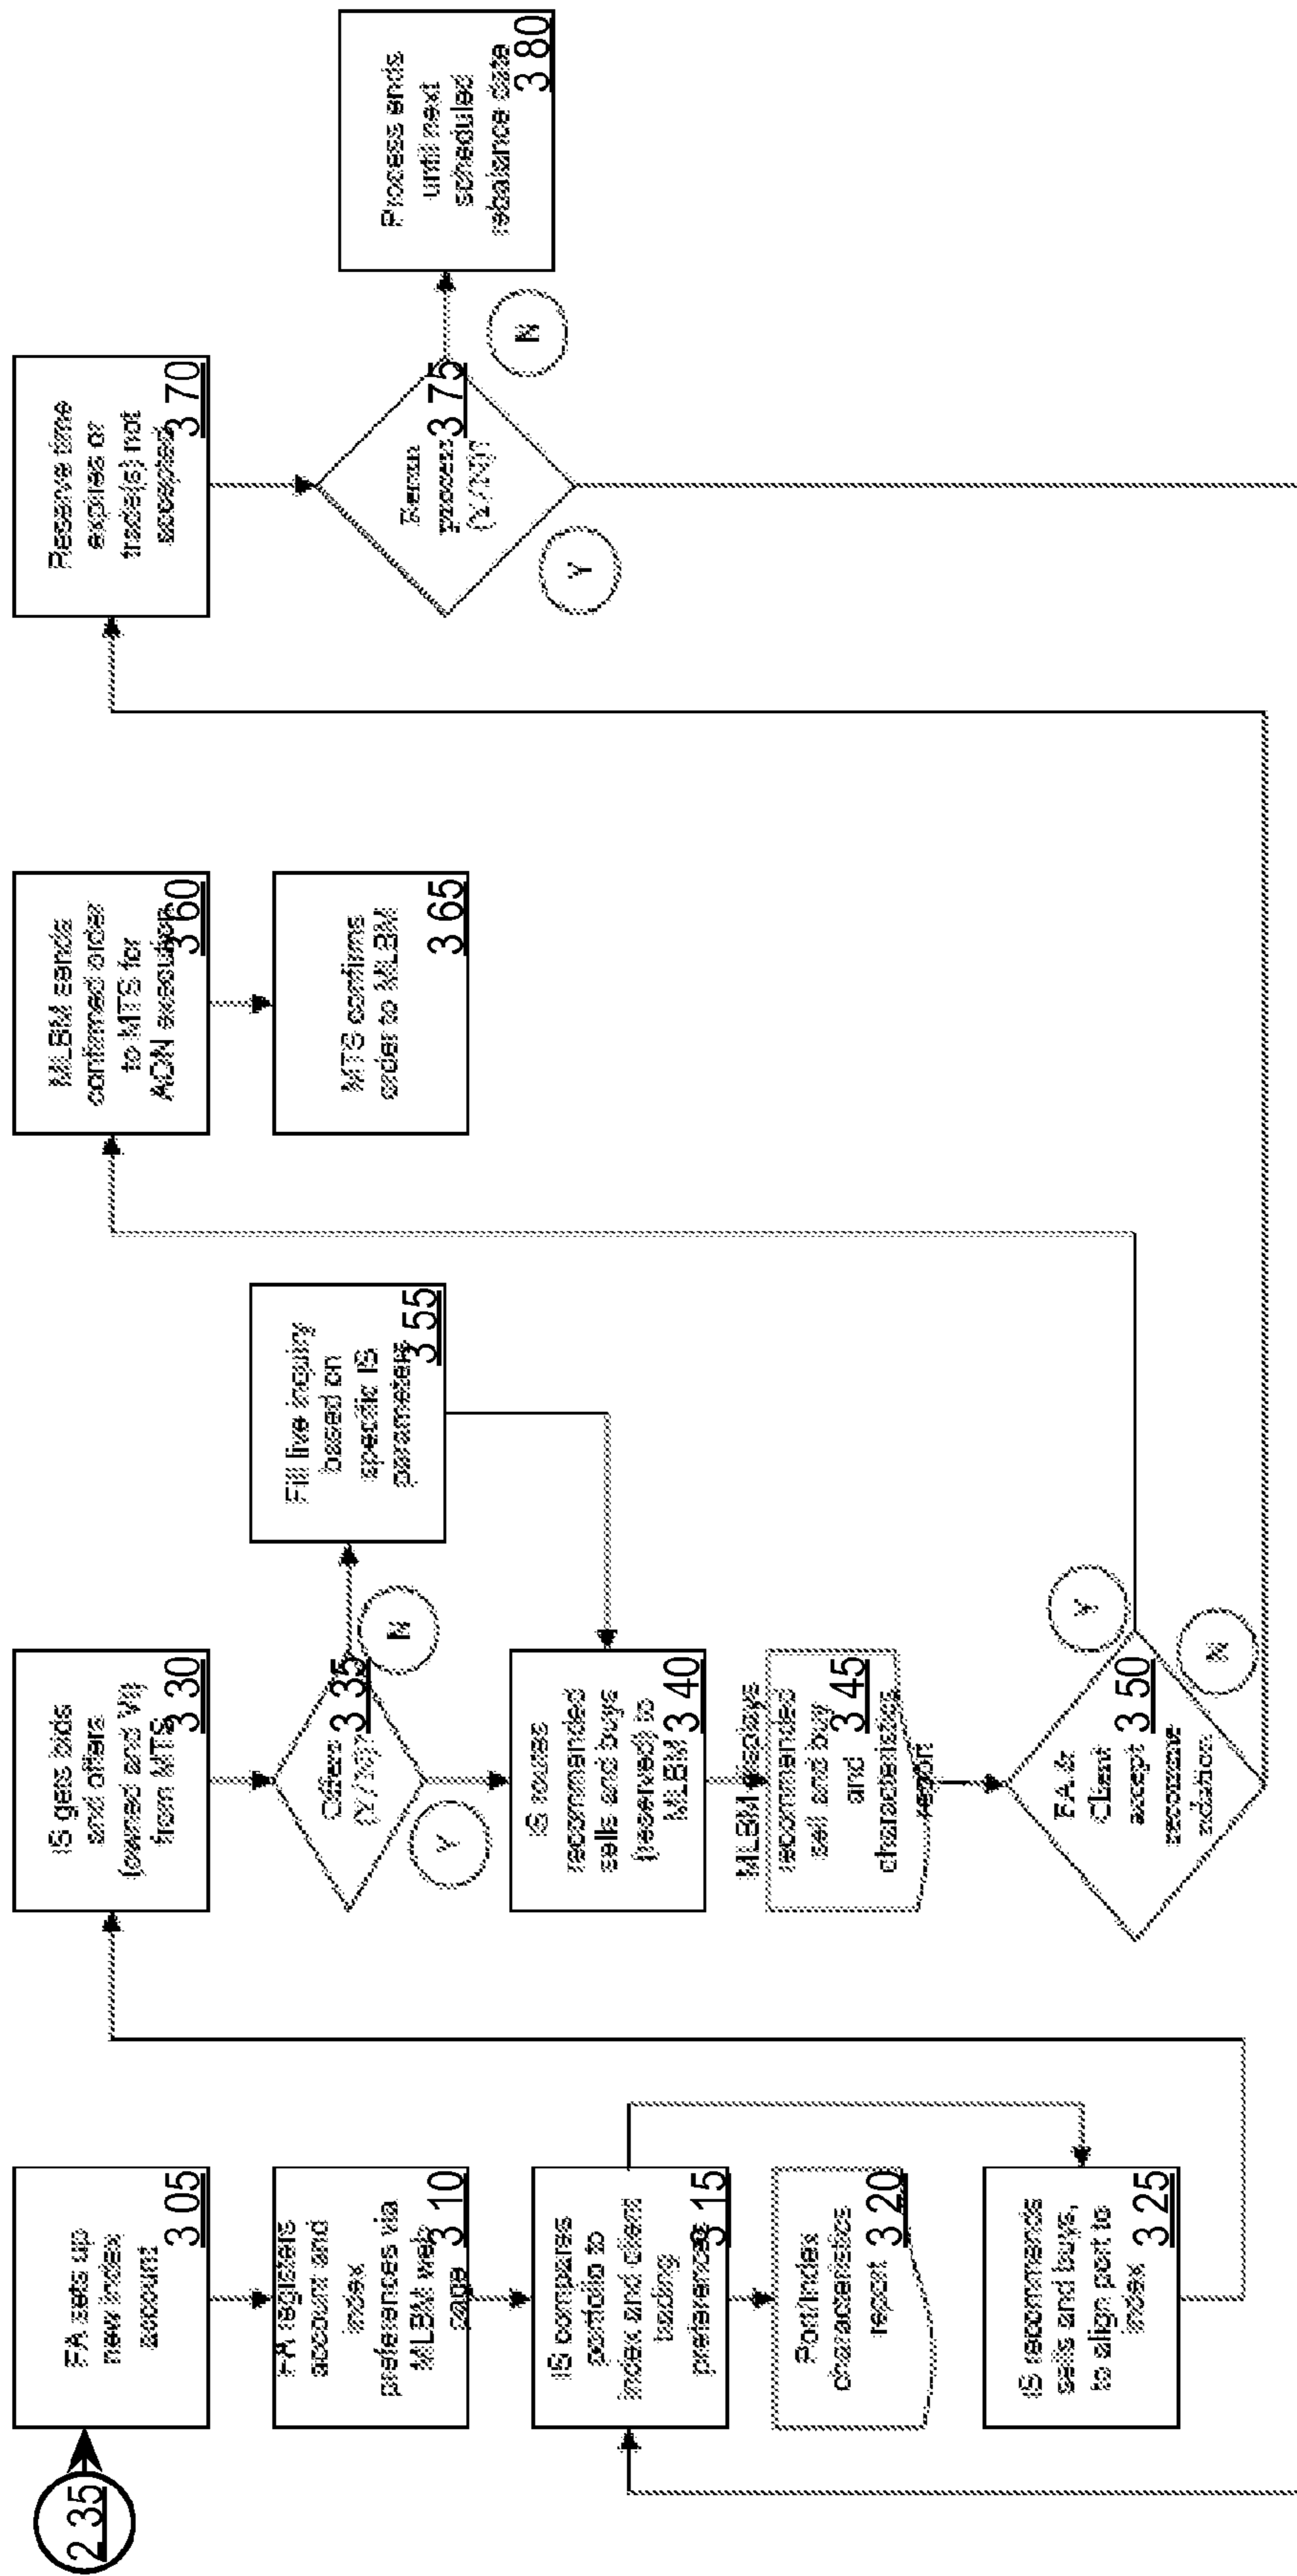 2 35
FA sets up
new index
account
3 05
FA registers
account and
index
preferences via
MLBM web
page
3 10
IS compares
portfolio to
index and client
trading
preferences
3 15
Port/index
characteristics
report
3 20
IS recommends
sells and buys,
to align port to
index
3 25
IS gets bids
and offers
(owned and VI)
from MTS
3 30
Offers
(Y / N)?
3 35
N
Y
Fill live inquiry
based on
specific IS
parameters
3 55
IS routes
recommended
sells and buys
(reserved) to
MLBM
3 40
MLBM displays
recommended
sell and buy
and
characteristics
report
3 45
FA &
Client
accept
recomme
ndation
3 50
Y
N
MLBM sends
confirmed order
to MTS for
AON execution
3 60
MTS confirms
order to MLBM
3 65
Reserve time
expires or
trade(s) not
accepted
3 70
Rerun
process
(Y/N)?
3 75
N
Y
Process ends
until next
scheduled
rebalance date
3 80